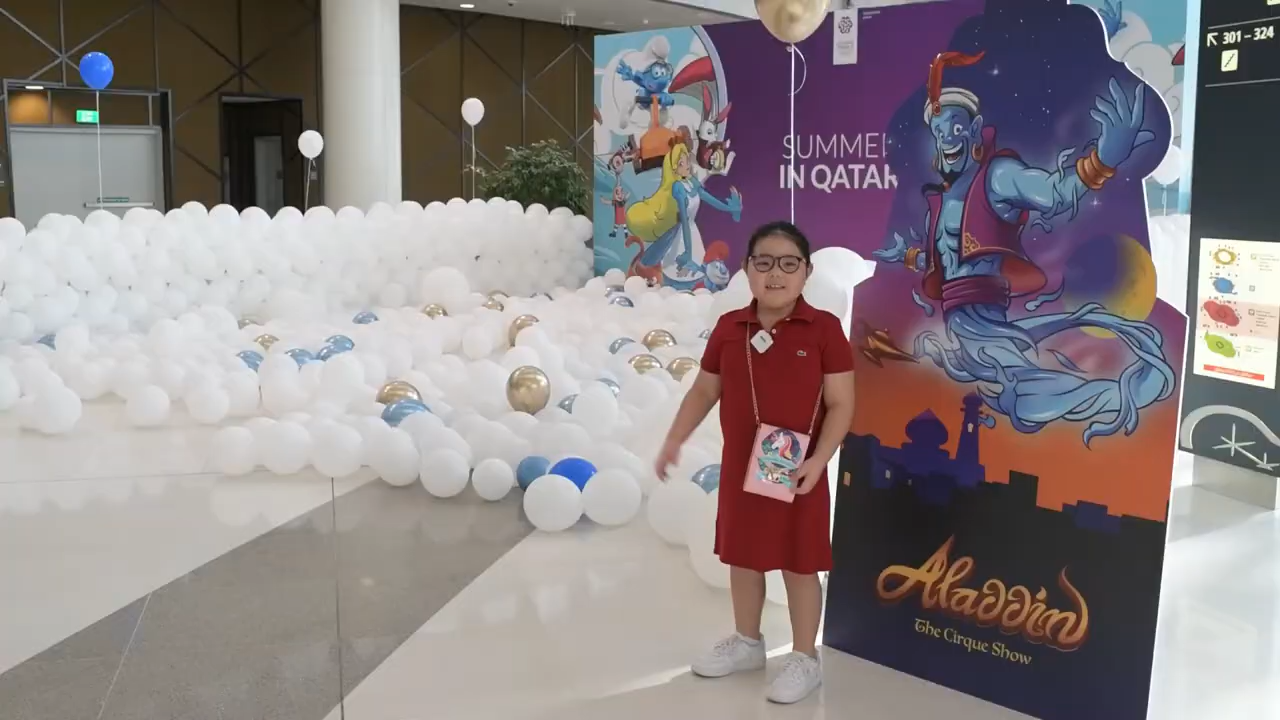 SUMMER
IN QATAR
301 – 324
Aladdin
The Cirque Show